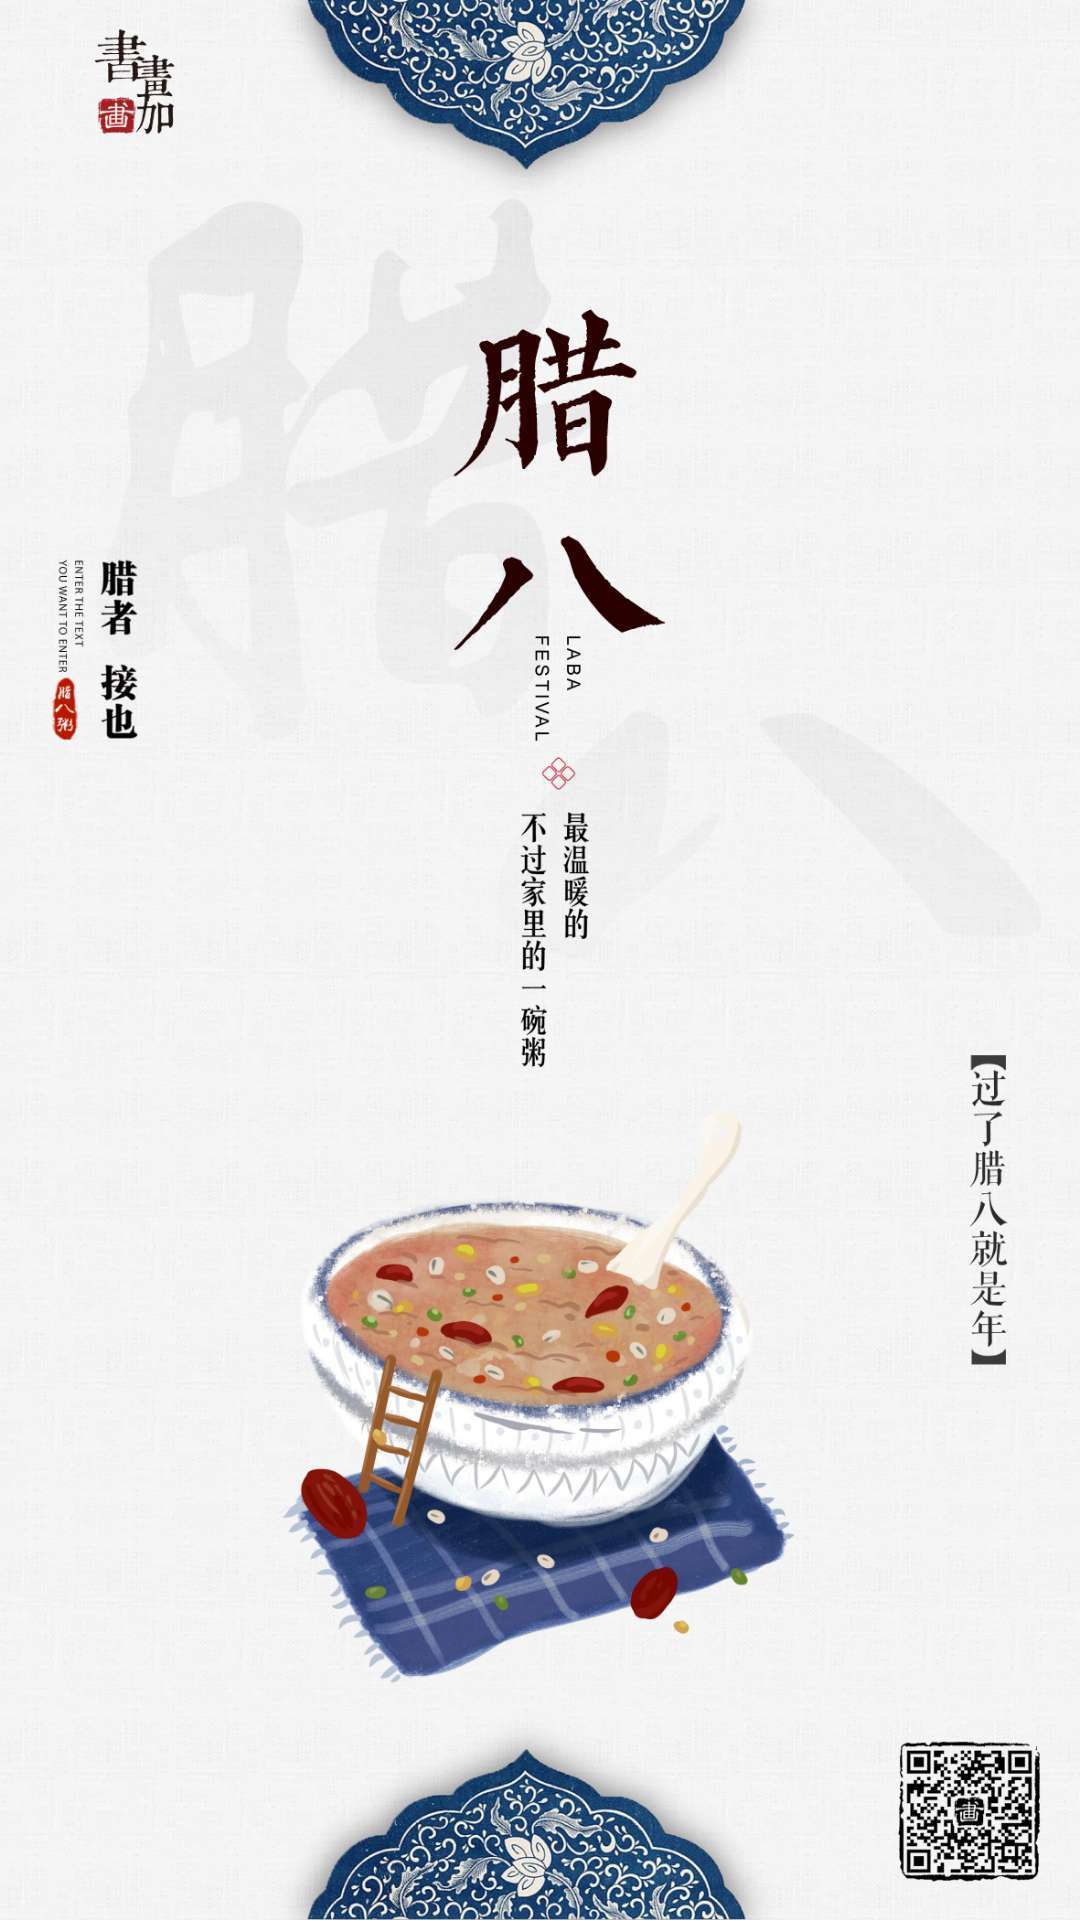 書畫加
畫
腊八
LABA
FESTIVAL
腊者 接也
ENTER THE TEXT
YOU WANT TO ENTER
腊八粥
最温暖的
不过家里的一碗粥
【过了腊八就是年】
畫